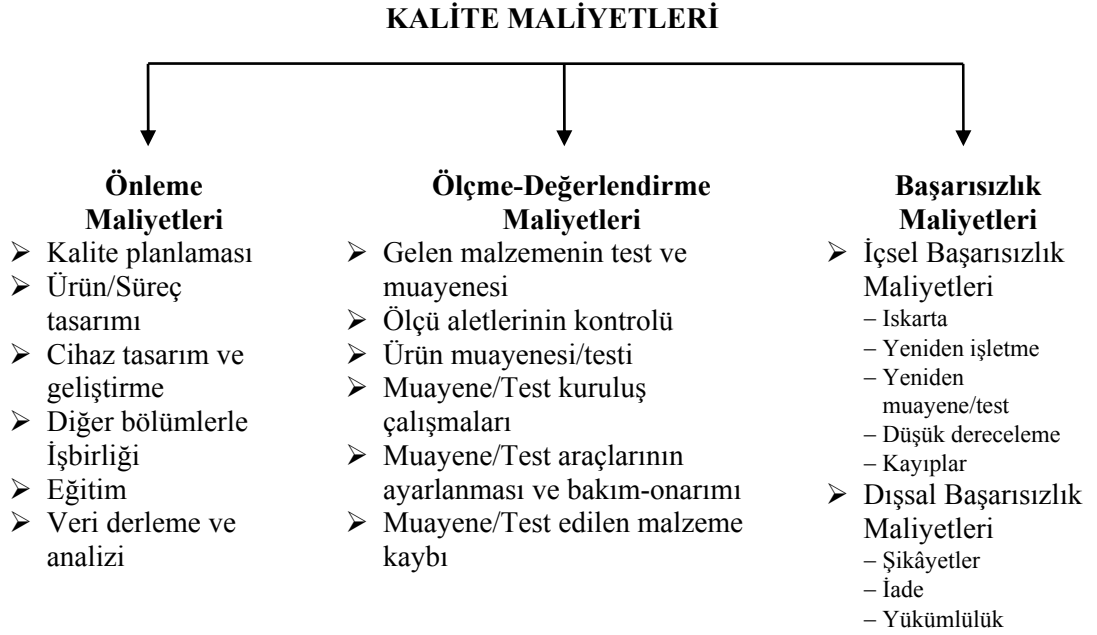 KALİTE MALİYETLERİ
Önleme
Maliyetleri
➢ Kalite planlaması
➢ Ürün/Süreç
tasarımı
➢ Cihaz tasarım ve
geliştirme
➢ Diğer bölümlerle
İşbirliği
➢ Eğitim
➢ Veri derleme ve
analizi
Ölçme-Değerlendirme
Maliyetleri
➢ Gelen malzemenin test ve
muayenesi
➢ Ölçü aletlerinin kontrolü
➢ Ürün muayenesi/testi
➢ Muayene/Test kuruluş
çalışmaları
➢ Muayene/Test araçlarının
ayarlanması ve bakım-onarımı
➢ Muayene/Test edilen malzeme
kaybı
Başarısızlık
Maliyetleri
➢ İçsel Başarısızlık
Maliyetleri
– Iskarta
– Yeniden işletme
– Yeniden
muayene/test
– Düşük dereceleme
– Kayıplar
➢ Dışsal Başarısızlık
Maliyetleri
– Şikâyetler
– İade
– Yükümlülük